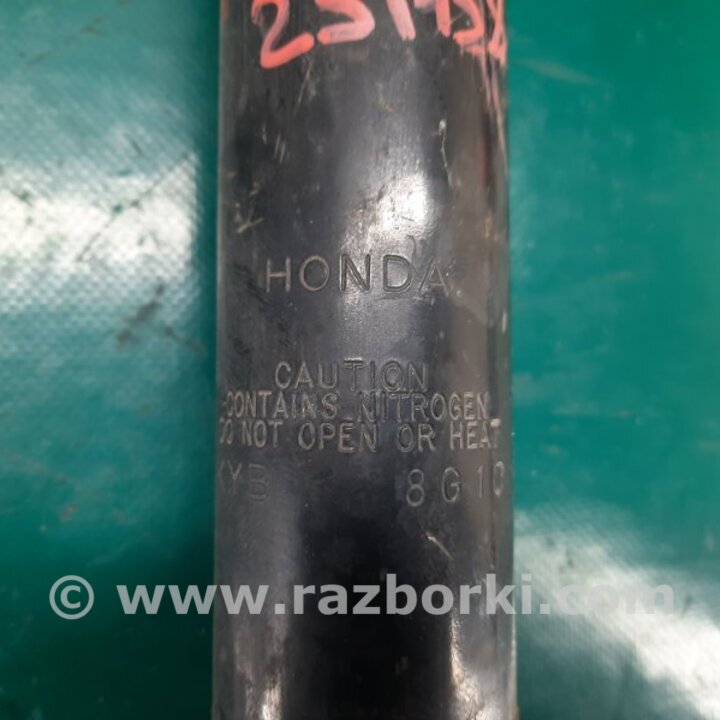 HONDA
CAUTION
CONTAINS NITROGEN
DO NOT OPEN OR HEAT
KYB 8G10
© www.razborki.com